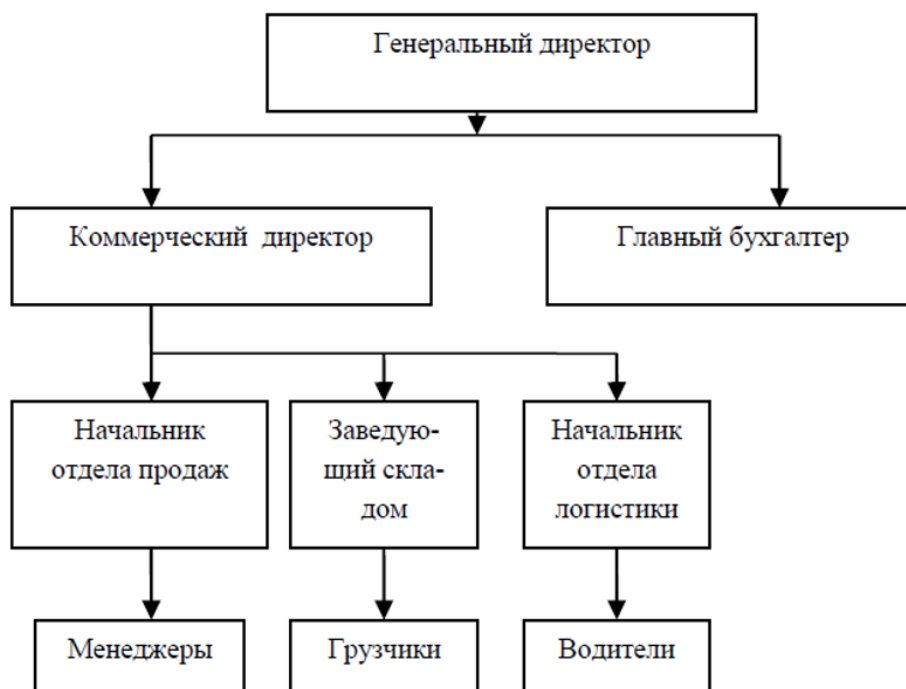 Генеральный директор
Коммерческий директор
Главный бухгалтер
Начальник
отдела продаж
Заведую-
щий скла-
дом
Начальник
отдела
логистики
Менеджеры
Грузчики
Водители